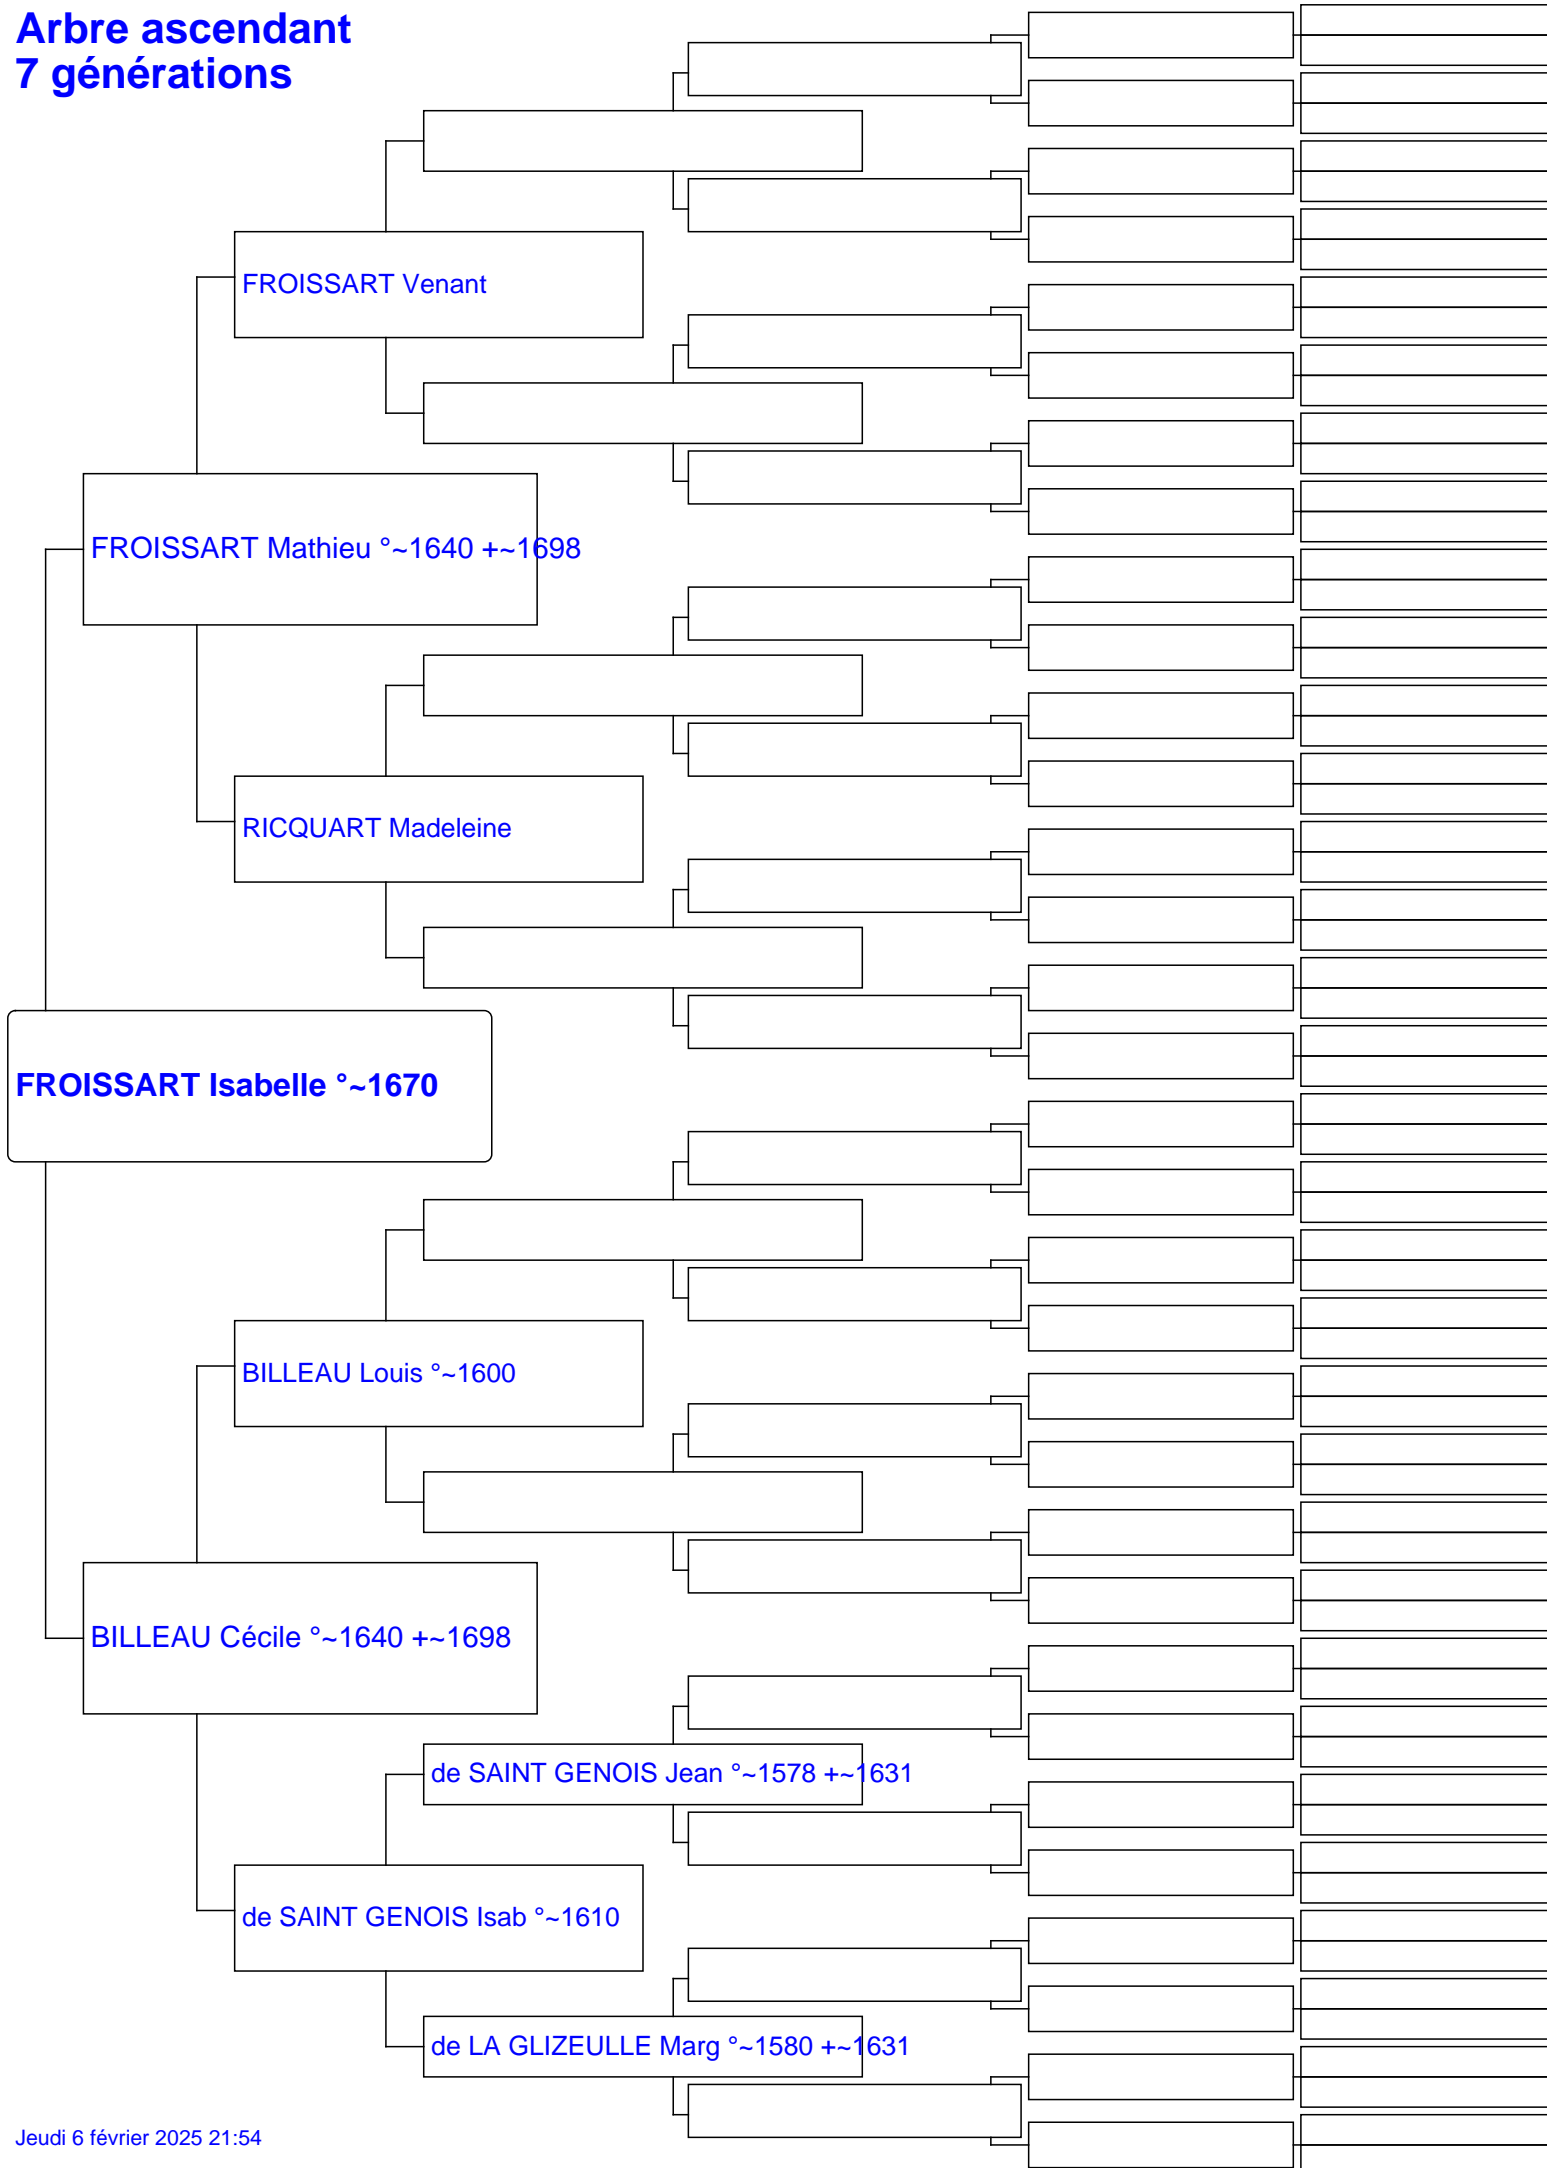 Arbre ascendant
7 générations
FROISSART Venant
FROISSART Mathieu °~1640 +~1698
RICQUART Madeleine
FROISSART Isabelle °~1670
BILLEAU Louis °~1600
BILLEAU Cécile °~1640 +~1698
de SAINT GENOIS Jean °~1578 +~1631
de SAINT GENOIS Isab °~1610
de LA GLIZEULLE Marg °~1580 +~1631
Jeudi 6 février 2025 21:54